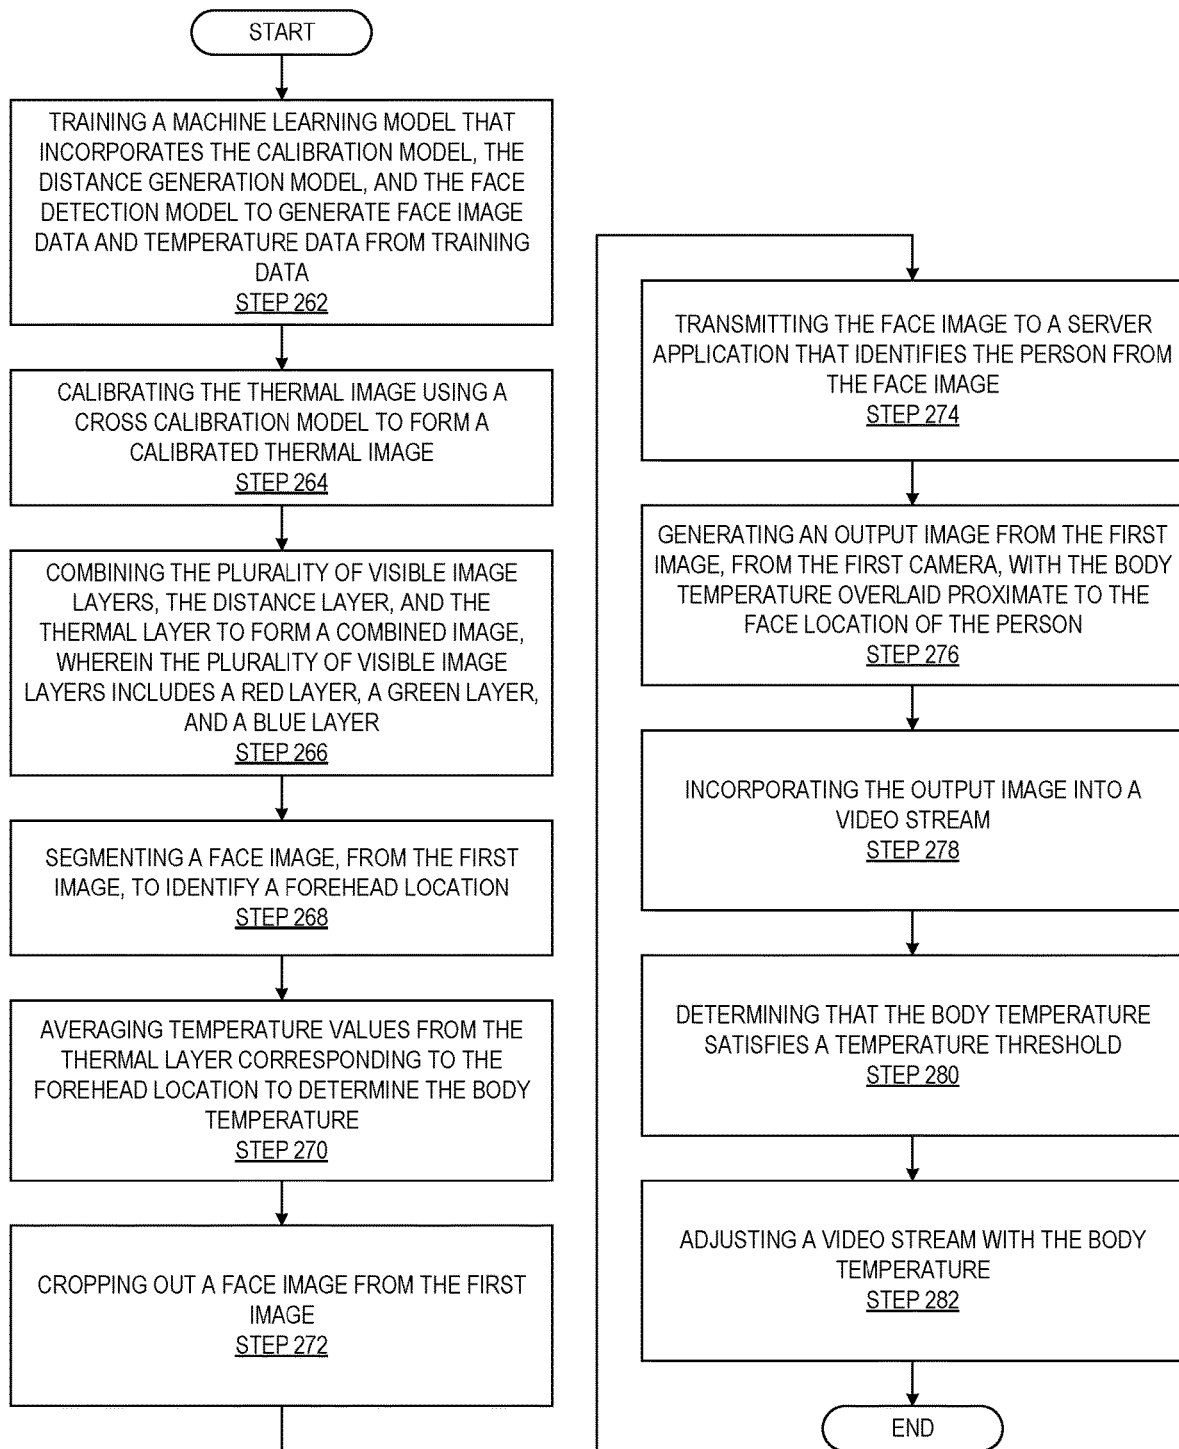 START
TRAINING A MACHINE LEARNING MODEL THAT
INCORPORATES THE CALIBRATION MODEL, THE
DISTANCE GENERATION MODEL, AND THE FACE
DETECTION MODEL TO GENERATE FACE IMAGE
DATA AND TEMPERATURE DATA FROM TRAINING
DATA
STEP 262
CALIBRATING THE THERMAL IMAGE USING A
CROSS CALIBRATION MODEL TO FORM A
CALIBRATED THERMAL IMAGE
STEP 264
COMBINING THE PLURALITY OF VISIBLE IMAGE
LAYERS, THE DISTANCE LAYER, AND THE
THERMAL LAYER TO FORM A COMBINED IMAGE,
WHEREIN THE PLURALITY OF VISIBLE IMAGE
LAYERS INCLUDES A RED LAYER, A GREEN LAYER,
AND A BLUE LAYER
STEP 266
SEGMENTING A FACE IMAGE, FROM THE FIRST
IMAGE, TO IDENTIFY A FOREHEAD LOCATION
STEP 268
AVERAGING TEMPERATURE VALUES FROM THE
THERMAL LAYER CORRESPONDING TO THE
FOREHEAD LOCATION TO DETERMINE THE BODY
TEMPERATURE
STEP 270
CROPPING OUT A FACE IMAGE FROM THE FIRST
IMAGE
STEP 272
TRANSMITTING THE FACE IMAGE TO A SERVER
APPLICATION THAT IDENTIFIES THE PERSON FROM
THE FACE IMAGE
STEP 274
GENERATING AN OUTPUT IMAGE FROM THE FIRST
IMAGE, FROM THE FIRST CAMERA, WITH THE BODY
TEMPERATURE OVERLAID PROXIMATE TO THE
FACE LOCATION OF THE PERSON
STEP 276
INCORPORATING THE OUTPUT IMAGE INTO A
VIDEO STREAM
STEP 278
DETERMINING THAT THE BODY TEMPERATURE
SATISFIES A TEMPERATURE THRESHOLD
STEP 280
ADJUSTING A VIDEO STREAM WITH THE BODY
TEMPERATURE
STEP 282
END